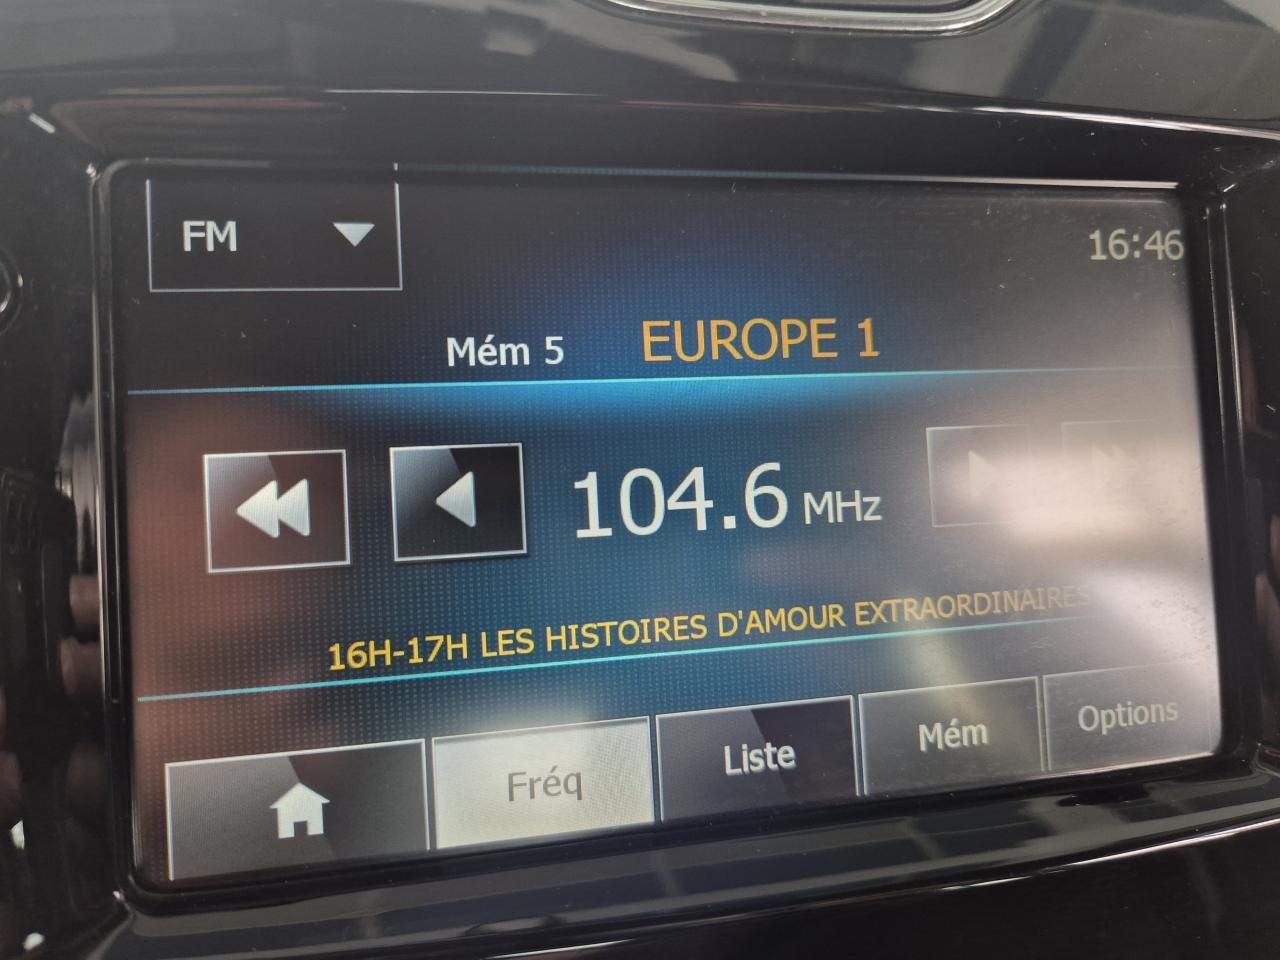 FM
16:46
Mém 5 EUROPE 1
104.6 MHz
16H-17H LES HISTOIRES D'AMOUR EXTRAORDINAIRES
Fréq Liste Mém Options